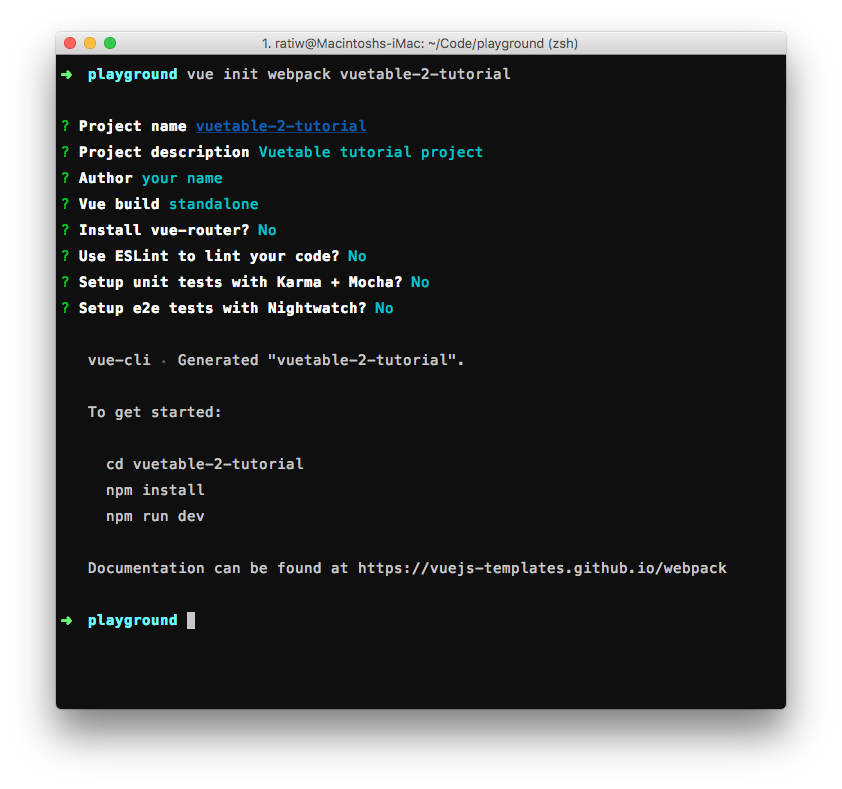 1. ratiw@Macintoshs-iMac: ~/Code/playground (zsh)
➜ playground vue init webpack vuetable-2-tutorial
? Project name vuetable-2-tutorial
? Project description Vuetable tutorial project
? Author your name
? Vue build standalone
? Install vue-router? No
? Use ESLint to lint your code? No
? Setup unit tests with Karma + Mocha? No
? Setup e2e tests with Nightwatch? No
vue-cli · Generated "vuetable-2-tutorial".
To get started:
cd vuetable-2-tutorial
npm install
npm run dev
Documentation can be found at https://vuejs-templates.github.io/webpack
➜ playground